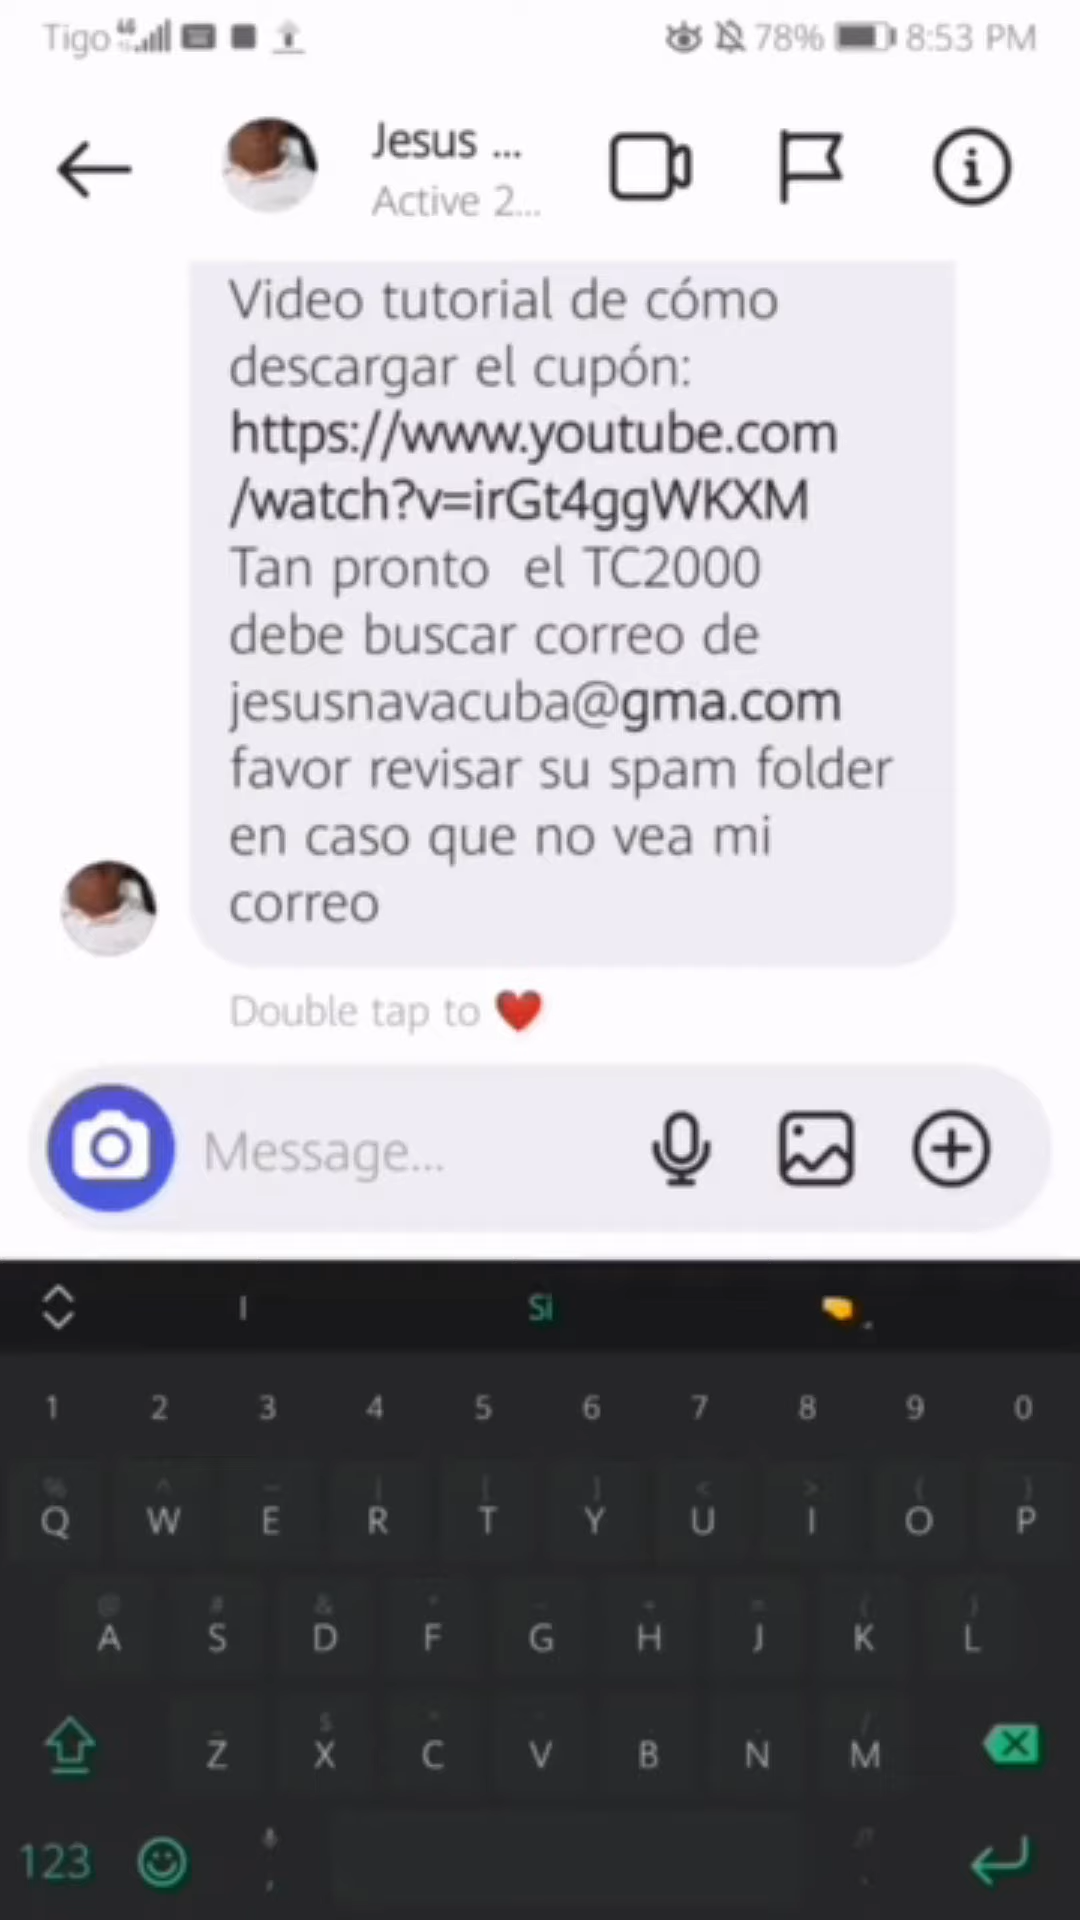 Tigo 78% 8:53 PM
Jesus ...
Active 2...
Video tutorial de cómo
descargar el cupón:
https://www.youtube.com
/watch?v=irGt4ggWKXM
Tan pronto el TC2000
debe buscar correo de
jesusnavacuba@gma.com
favor revisar su spam folder
en caso que no vea mi
correo
Double tap to ❤️
Message...
I Si 🤜
1 2 3 4 5 6 7 8 9 0
Q W E R T Y U I O P
A S D F G H J K L
Z X C V B N M
123 , .